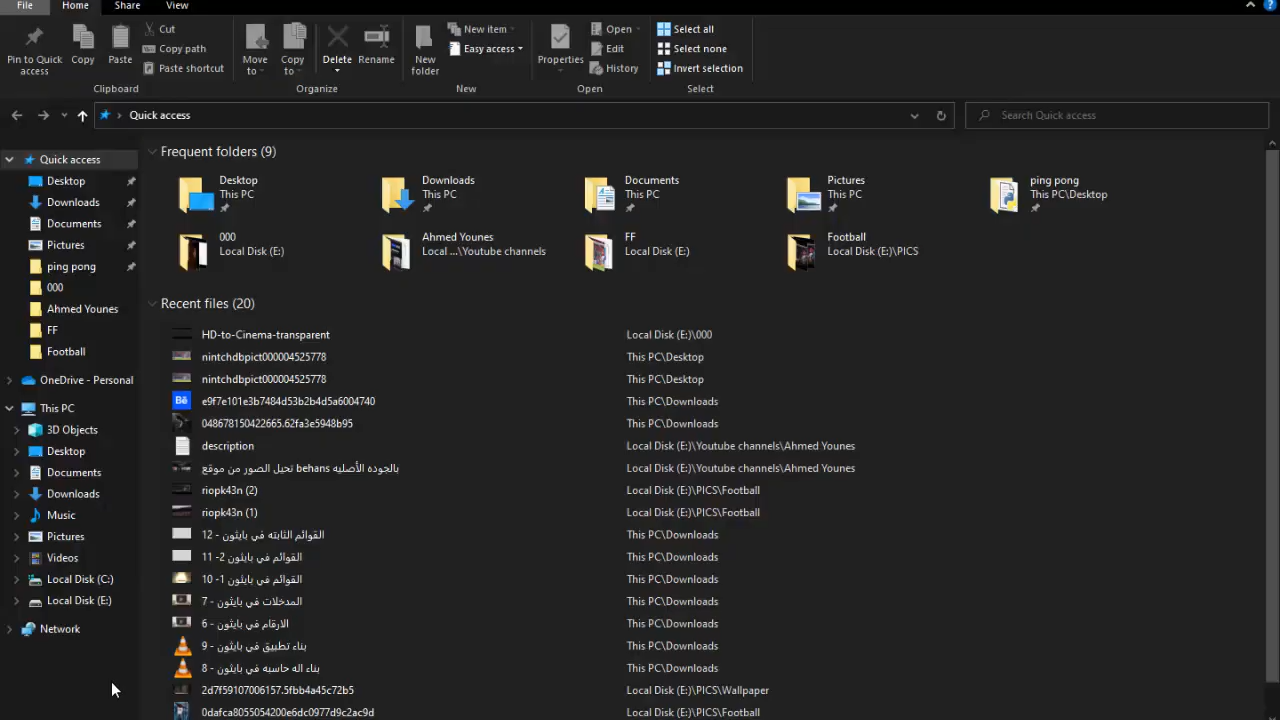 File
Home
Share
View
Pin to Quick access
Copy
Paste
Cut
Copy path
Paste shortcut
Move to
Copy to
Delete
Rename
New folder
New item
Easy access
Properties
Open
Edit
History
Select all
Select none
Invert selection
Clipboard
Organize
New
Open
Select
Quick access
Search Quick access
Quick access
Desktop
Downloads
Documents
Pictures
ping pong
000
Ahmed Younes
FF
Football
OneDrive - Personal
This PC
3D Objects
Desktop
Documents
Downloads
Music
Pictures
Videos
Local Disk (C:)
Local Disk (E:)
Network
Frequent folders (9)
Desktop
This PC
Downloads
This PC
Documents
This PC
Pictures
This PC
ping pong
This PC\Desktop
000
Local Disk (E:)
Ahmed Younes
Local ...\Youtube channels
FF
Local Disk (E:)
Football
Local Disk (E:)\PICS
Recent files (20)
HD-to-Cinema-transparent Local Disk (E:)\000
nintchdbpict000004525778 This PC\Desktop
nintchdbpict000004525778 This PC\Desktop
Bē e9f7e101e3b7484d53b2b4d5a6004740 This PC\Downloads
048678150422665.62fa3e5948b95 This PC\Downloads
description Local Disk (E:)\Youtube channels\Ahmed Younes
تحيل الصور من موقع behans بالجوده الأصليه Local Disk (E:)\Youtube channels\Ahmed Younes
riopk43n (2) Local Disk (E:)\PICS\Football
riopk43n (1) Local Disk (E:)\PICS\Football
12 - القوائم الثابته في بايثون This PC\Downloads
11 -2 القوائم في بايثون This PC\Downloads
10 -1 القوائم في بايثون This PC\Downloads
7 - المدخلات في بايثون This PC\Downloads
6 - الارقام في بايثون This PC\Downloads
9 - بناء تطبيق في بايثون This PC\Downloads
8 - بناء اله حاسبه في بايثون This PC\Downloads
2d7f59107006157.5fbb4a45c72b5 Local Disk (E:)\PICS\Wallpaper
0dafca8055054200e6dc0977d9c2ac9d Local Disk (E:)\PICS\Football